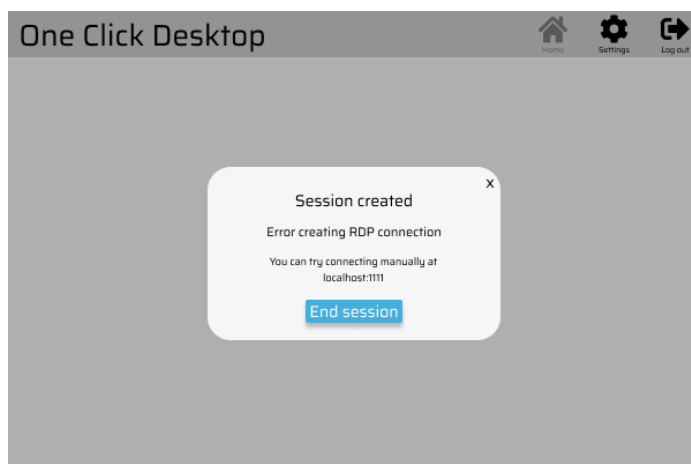 One Click Desktop
Home
Settings
Log out
x
Session created
Error creating RDP connection
You can try connecting manually at
localhost:1111
End session